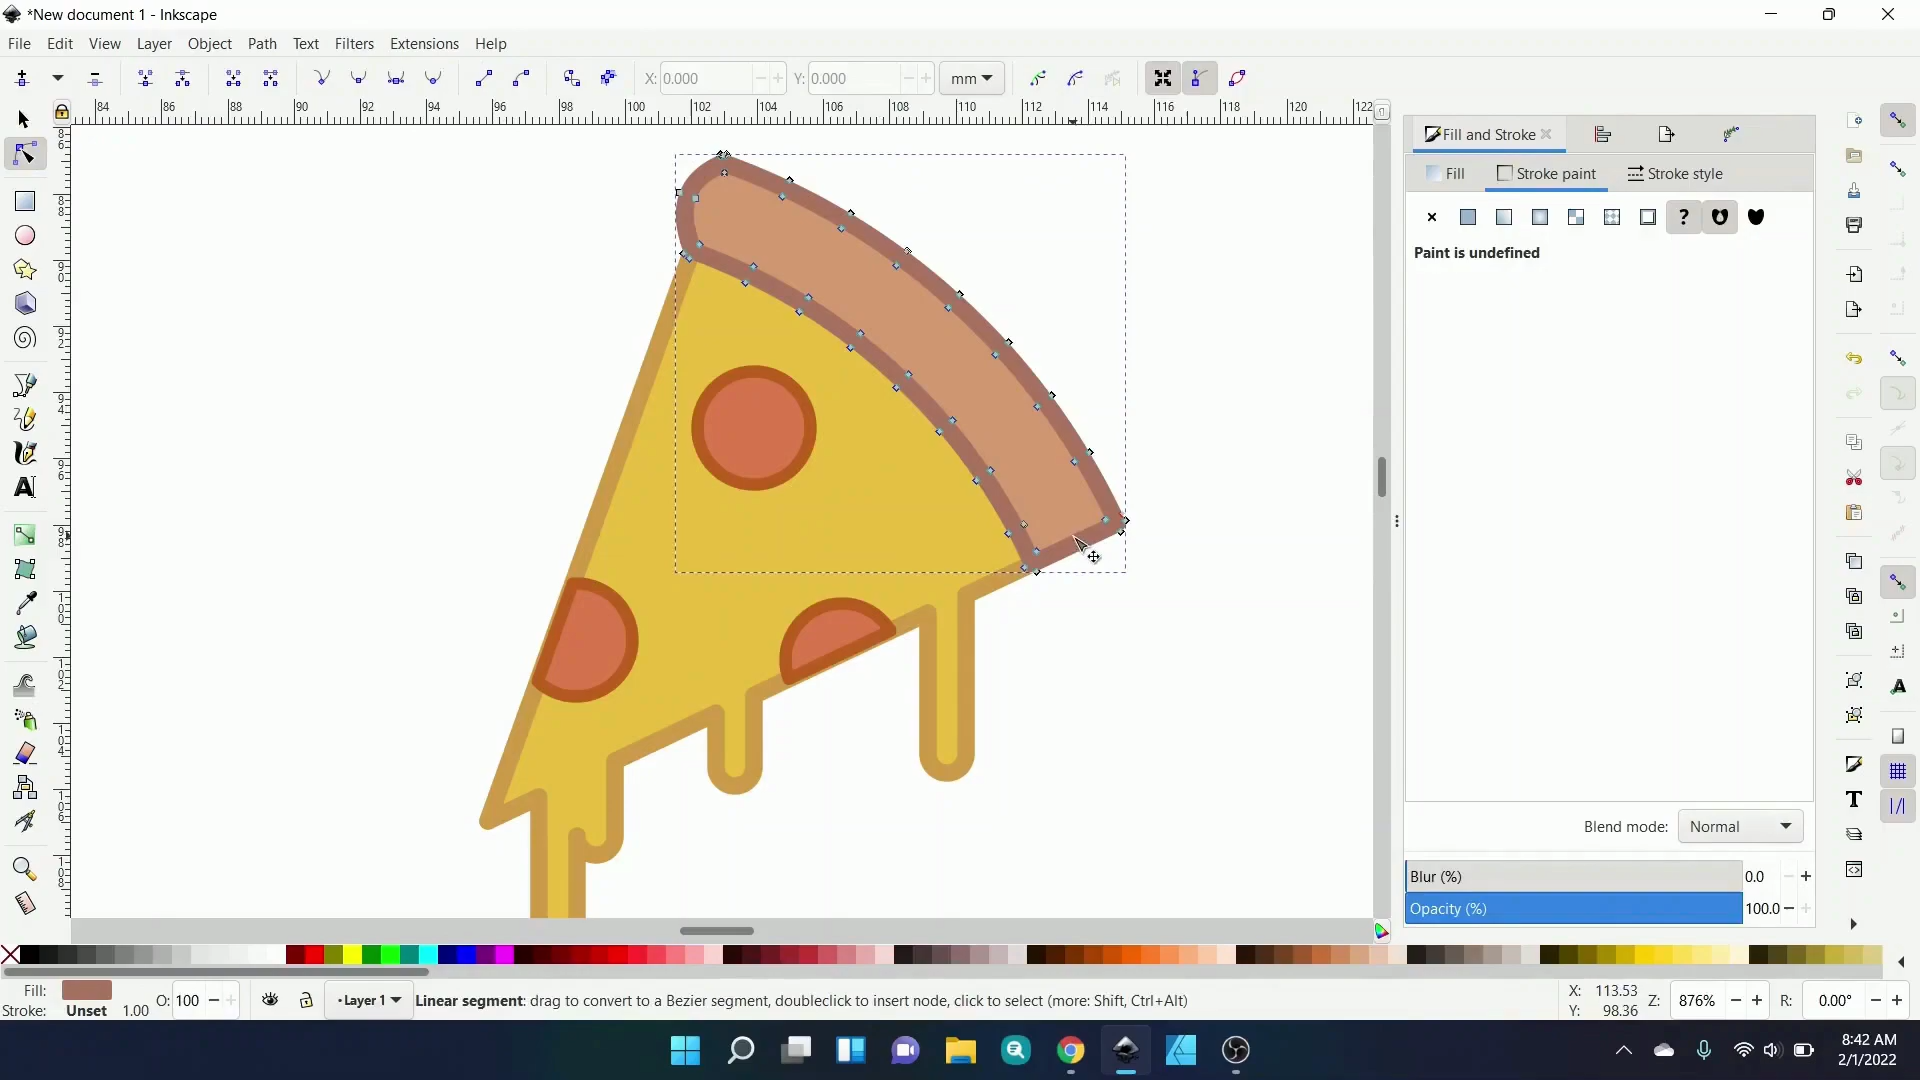 *New document 1 - Inkscape
File Edit View Layer Object Path Text Filters Extensions Help
X: 0.000 Y: 0.000 mm
84 86 88 90 92 94 96 98 100 102 104 106 108 110 112 114 116 118 120 122
Fill and Stroke
Fill Stroke paint Stroke style
?
Paint is undefined
Blend mode: Normal
Blur (%) 0.0
Opacity (%) 100.0
Fill:
Stroke: Unset 1.00
O: 100
Layer 1
Linear segment: drag to convert to a Bezier segment, doubleclick to insert node, click to select (more: Shift, Ctrl+Alt)
X: 113.53
Y: 98.36
Z: 876%
R: 0.00°
8:42 AM
2/1/2022